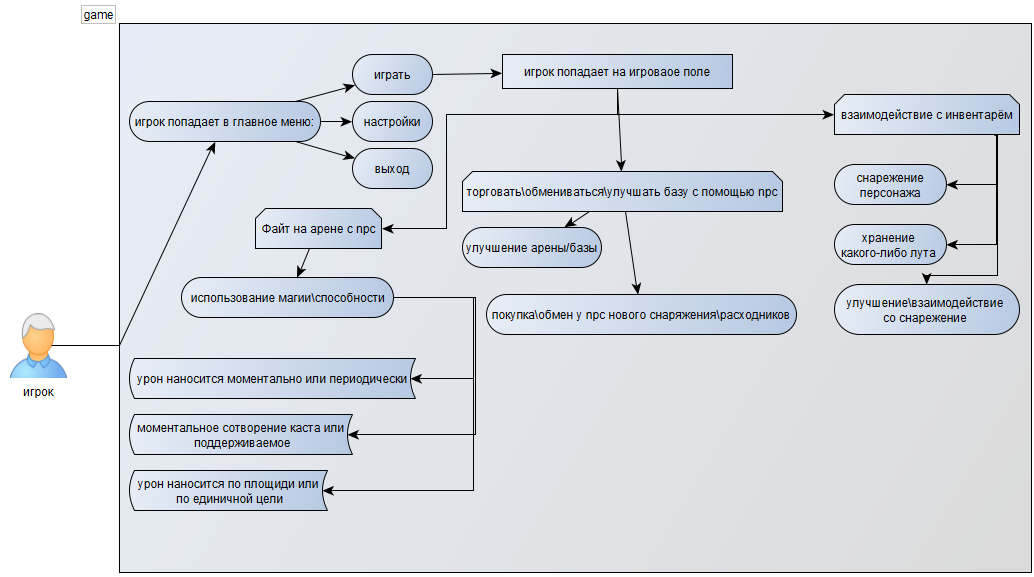 game
играть
игрок попадает на игроваое поле
игрок попадает в главное меню:
настройки
взаимодействие с инвентарём
выход
снарежение
персонажа
торговать\обмениваться\улучшать базу с помощью npc
Файт на арене с npc
улучшение арены/базы
хранение
какого-либо лута
использование магии\способности
покупка\обмен у npc нового снаряжения\расходников
улучшение\взаимодействие
со снарежение
игрок
урон наносится моментально или периодически
моментальное сотворение каста или
поддерживаемое
урон наносится по площиди или
по единичной цели